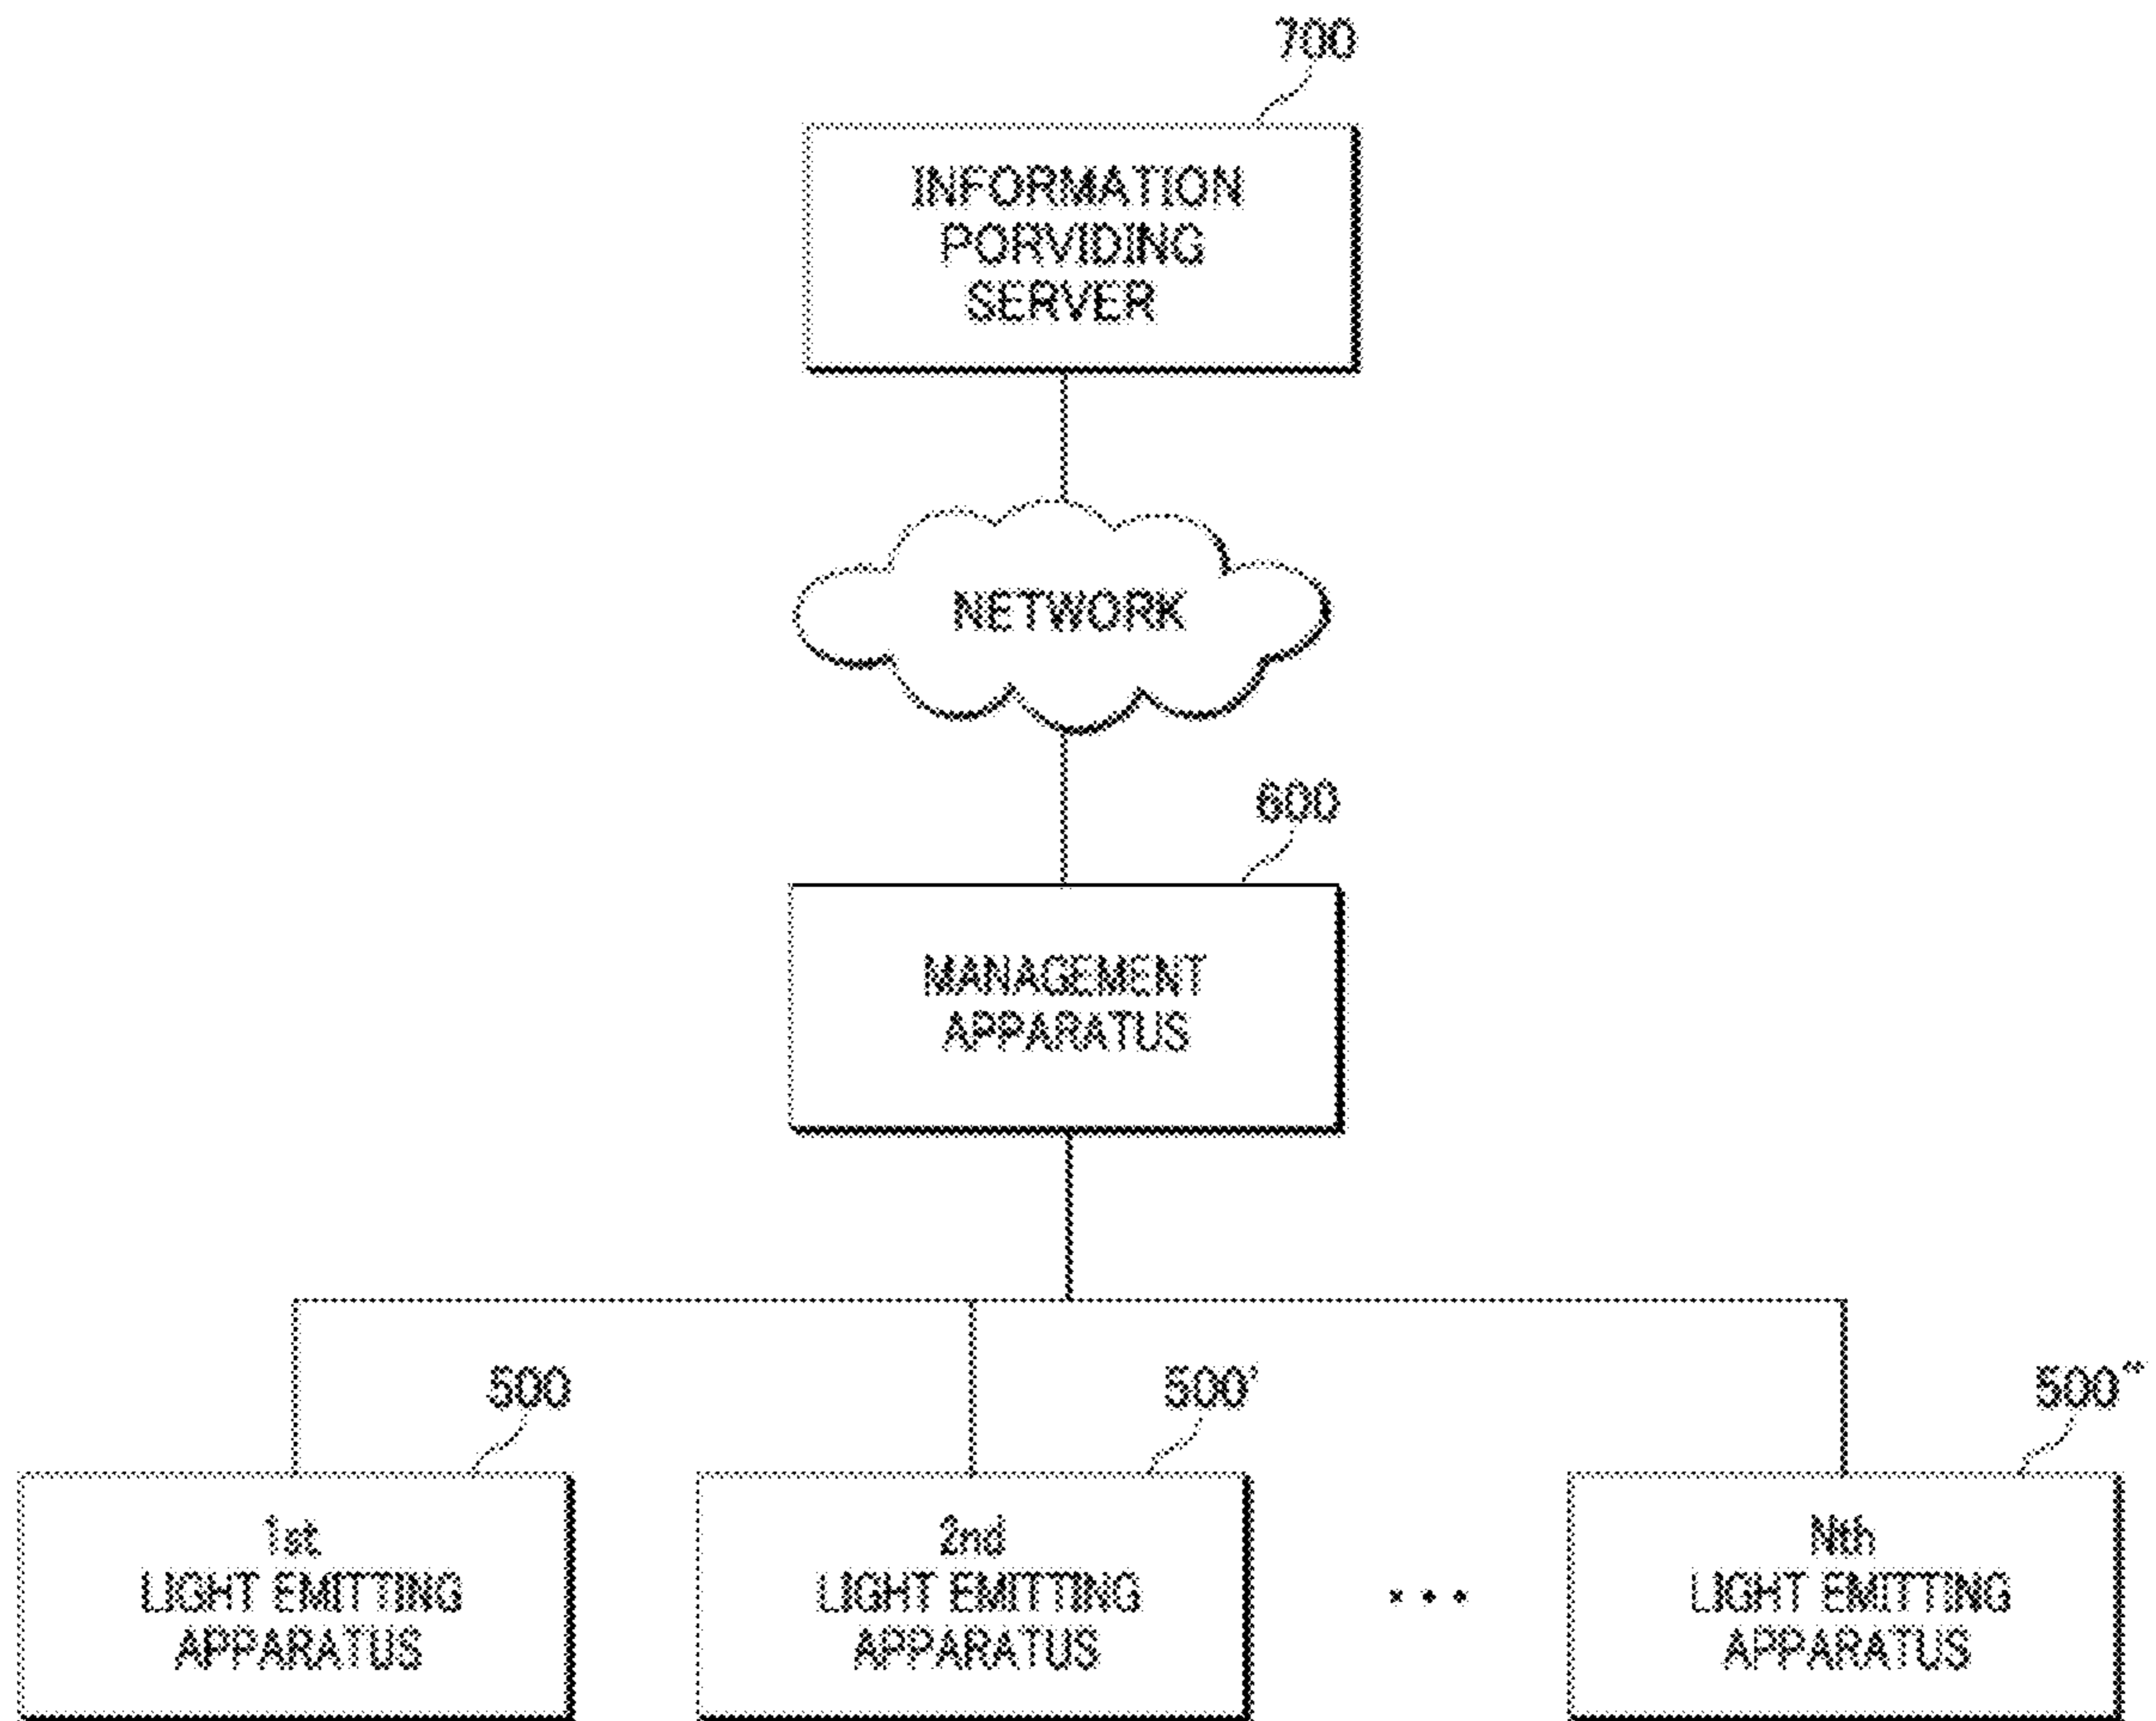 700
INFORMATION
PORVIDING
SERVER
NETWORK
600
MANAGEMENT
APPARATUS
500
500′
500″
1st
LIGHT EMITTING
APPARATUS
2nd
LIGHT EMITTING
APPARATUS
...
Nth
LIGHT EMITTING
APPARATUS